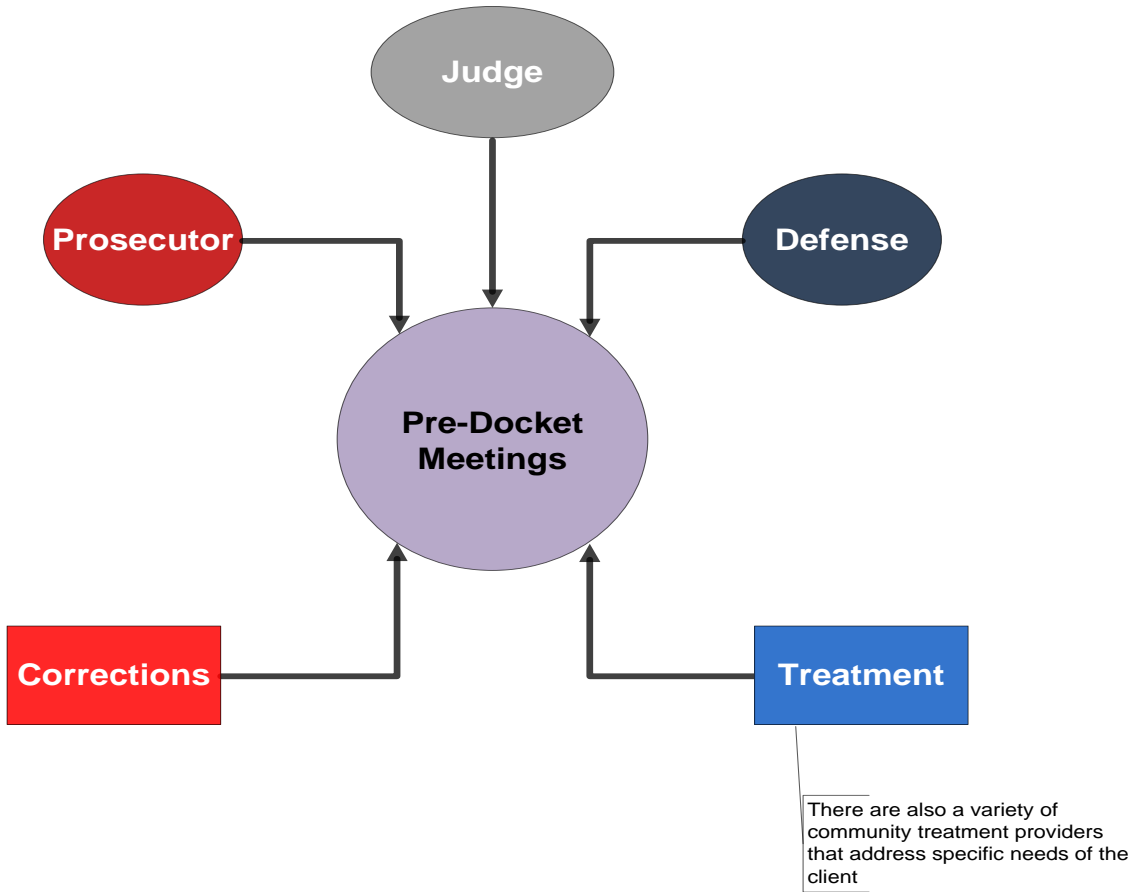 Judge
Prosecutor
Defense
Pre-Docket
Meetings
Corrections
Treatment
There are also a variety of
community treatment providers
that address specific needs of the
client